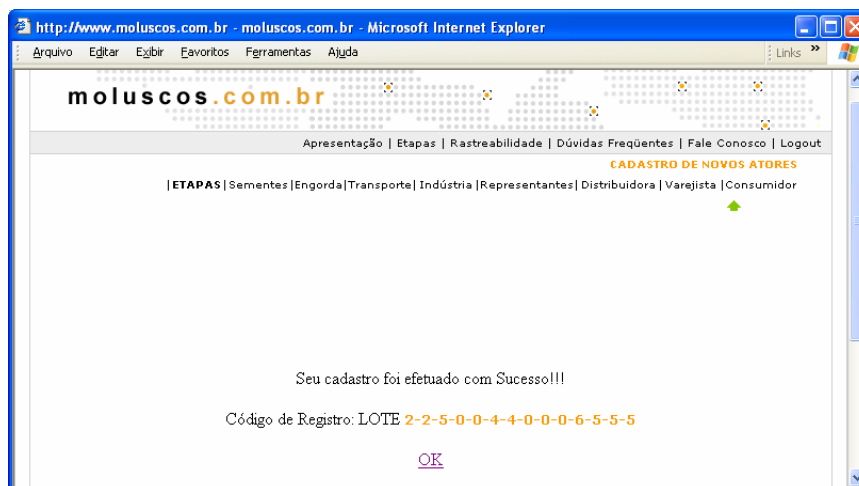 http://www.moluscos.com.br - moluscos.com.br - Microsoft Internet Explorer
Arquivo Editar Exibir Favoritos Ferramentas Ajuda Links »
moluscos.com.br
Apresentação | Etapas | Rastreabilidade | Dúvidas Freqüentes | Fale Conosco | Logout
CADASTRO DE NOVOS ATORES
|ETAPAS|Sementes|Engorda|Transporte| Indústria |Representantes| Distribuidora | Varejista |Consumidor
Seu cadastro foi efetuado com Sucesso!!!
Código de Registro: LOTE 2-2-5-0-0-4-4-0-0-0-6-5-5-5
OK